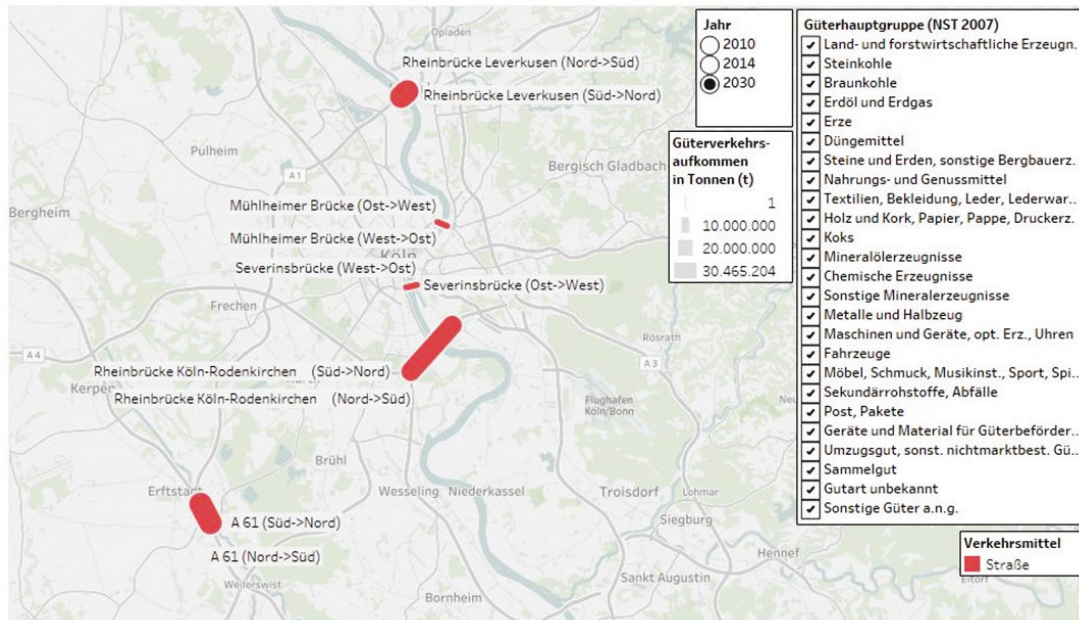 Opladen
Rheinbrücke Leverkusen (Nord->Süd)
Rheinbrücke Leverkusen (Süd->Nord)
Pulheim
A 1
Bergisch Gladbach
Bergheim
Mühlheimer Brücke (Ost->West)
Mühlheimer Brücke (West->Ost)
Köln
Severinsbrücke (West->Ost)
Severinsbrücke (Ost->West)
Frechen
A 4
Rösrath
A 3
Rheinbrücke Köln-Rodenkirchen (Süd->Nord)
Kerpen
Rheinbrücke Köln-Rodenkirchen (Nord->Süd)
Flughafen
Köln/Bonn
Brühl
Erftstadt
Wesseling
Niederkassel
Troisdorf
Lohmar
A 61 (Süd->Nord)
Siegburg
A 61 (Nord->Süd)
Hennef
Weilerswist
Sankt Augustin
Bornheim
Eitorf
Jahr
2010
2014
2030
Güterverkehrs-
aufkommen
in Tonnen (t)
1
10.000.000
20.000.000
30.465.204
Güterhauptgruppe (NST 2007)
Land- und forstwirtschaftliche Erzeugn.
Steinkohle
Braunkohle
Erdöl und Erdgas
Erze
Düngemittel
Steine und Erden, sonstige Bergbauerz.
Nahrungs- und Genussmittel
Textilien, Bekleidung, Leder, Lederwar..
Holz und Kork, Papier, Pappe, Druckerz.
Koks
Mineralölerzeugnisse
Chemische Erzeugnisse
Sonstige Mineralerzeugnisse
Metalle und Halbzeug
Maschinen und Geräte, opt. Erz., Uhren
Fahrzeuge
Möbel, Schmuck, Musikinst., Sport, Spi...
Sekundärrohstoffe, Abfälle
Post, Pakete
Geräte und Material für Güterbeförder...
Umzugsgut, sonst. nichtmarktbest. Gü...
Sammelgut
Gutart unbekannt
Sonstige Güter a.n.g.
Verkehrsmittel
Straße